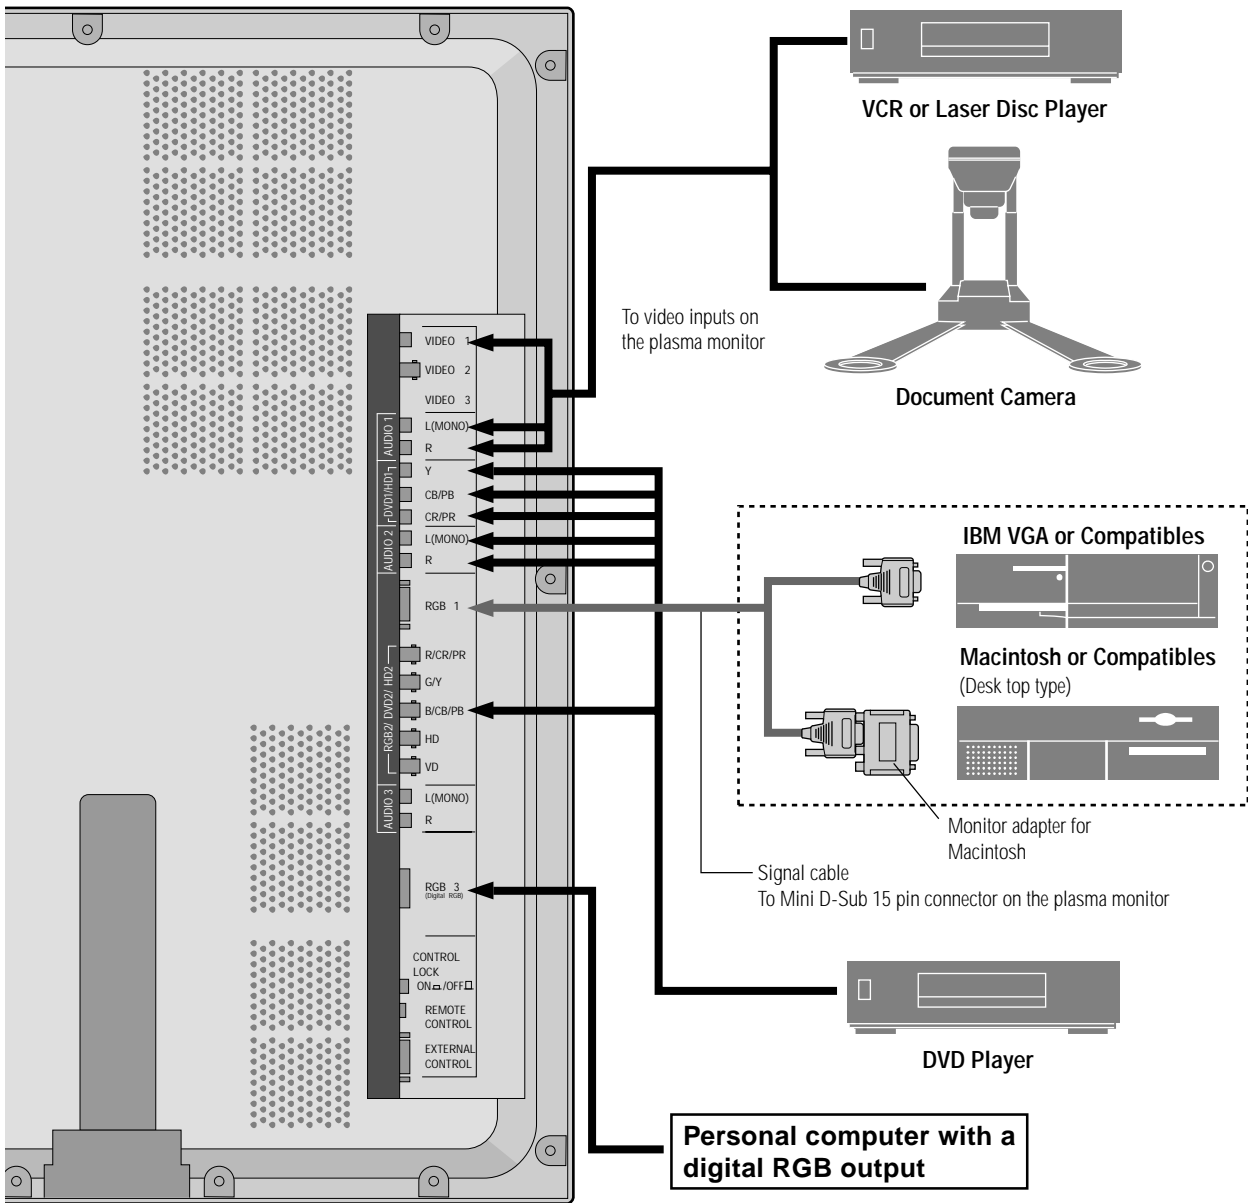 VCR or Laser Disc Player
To video inputs on
the plasma monitor
Document Camera
VIDEO 1
VIDEO 2
VIDEO 3
AUDIO 1
L(MONO)
R
DVD1/HD1
Y
CB/PB
CR/PR
AUDIO 2
L(MONO)
R
RGB 1
RGB2/ DVD2/ HD2
R/CR/PR
G/Y
B/CB/PB
HD
VD
AUDIO 3
L(MONO)
R
RGB 3
(Digital RGB)
CONTROL
LOCK
ON /OFF
REMOTE
CONTROL
EXTERNAL
CONTROL
IBM VGA or Compatibles
Macintosh or Compatibles
(Desk top type)
Monitor adapter for
Macintosh
Signal cable
To Mini D-Sub 15 pin connector on the plasma monitor
DVD Player
Personal computer with a
digital RGB output